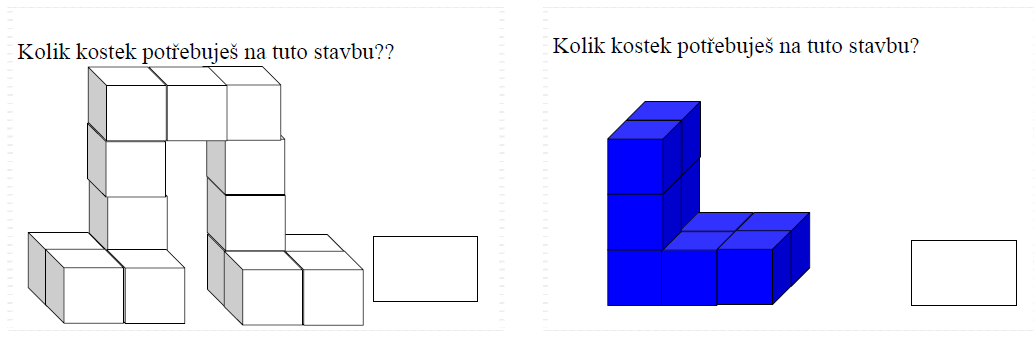 Kolik kostek potřebuješ na tuto stavbu??
Kolik kostek potřebuješ na tuto stavbu?